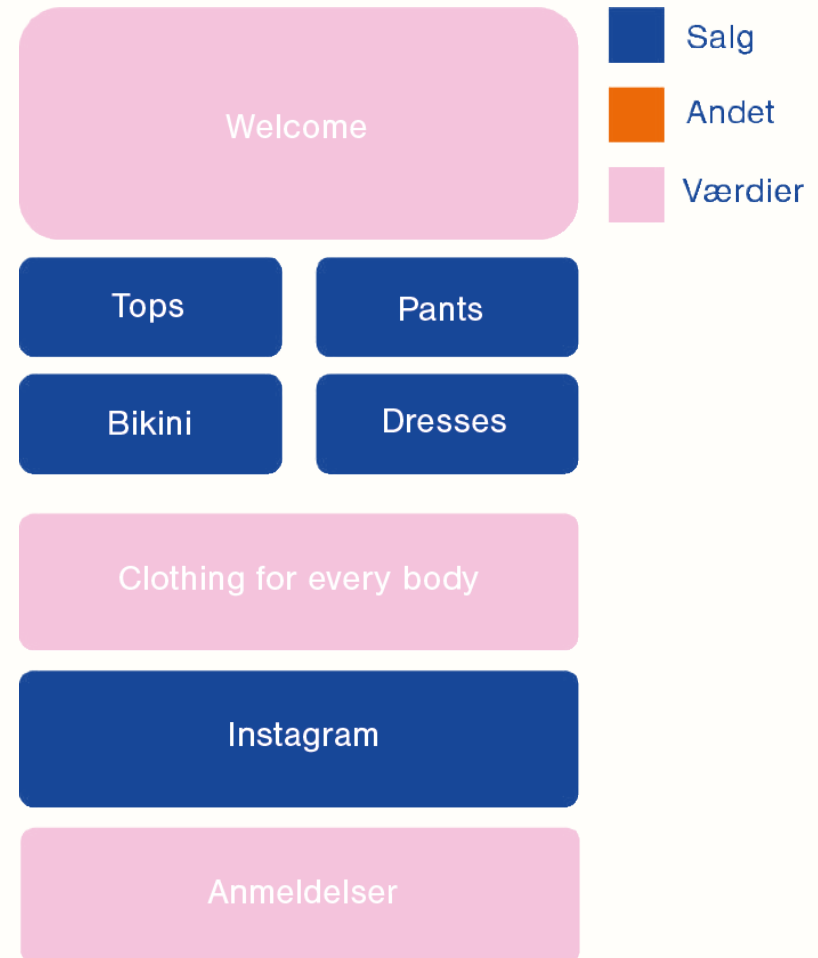 Welcome
Salg
Andet
Værdier
Tops
Pants
Bikini
Dresses
Clothing for every body
Instagram
Anmeldelser